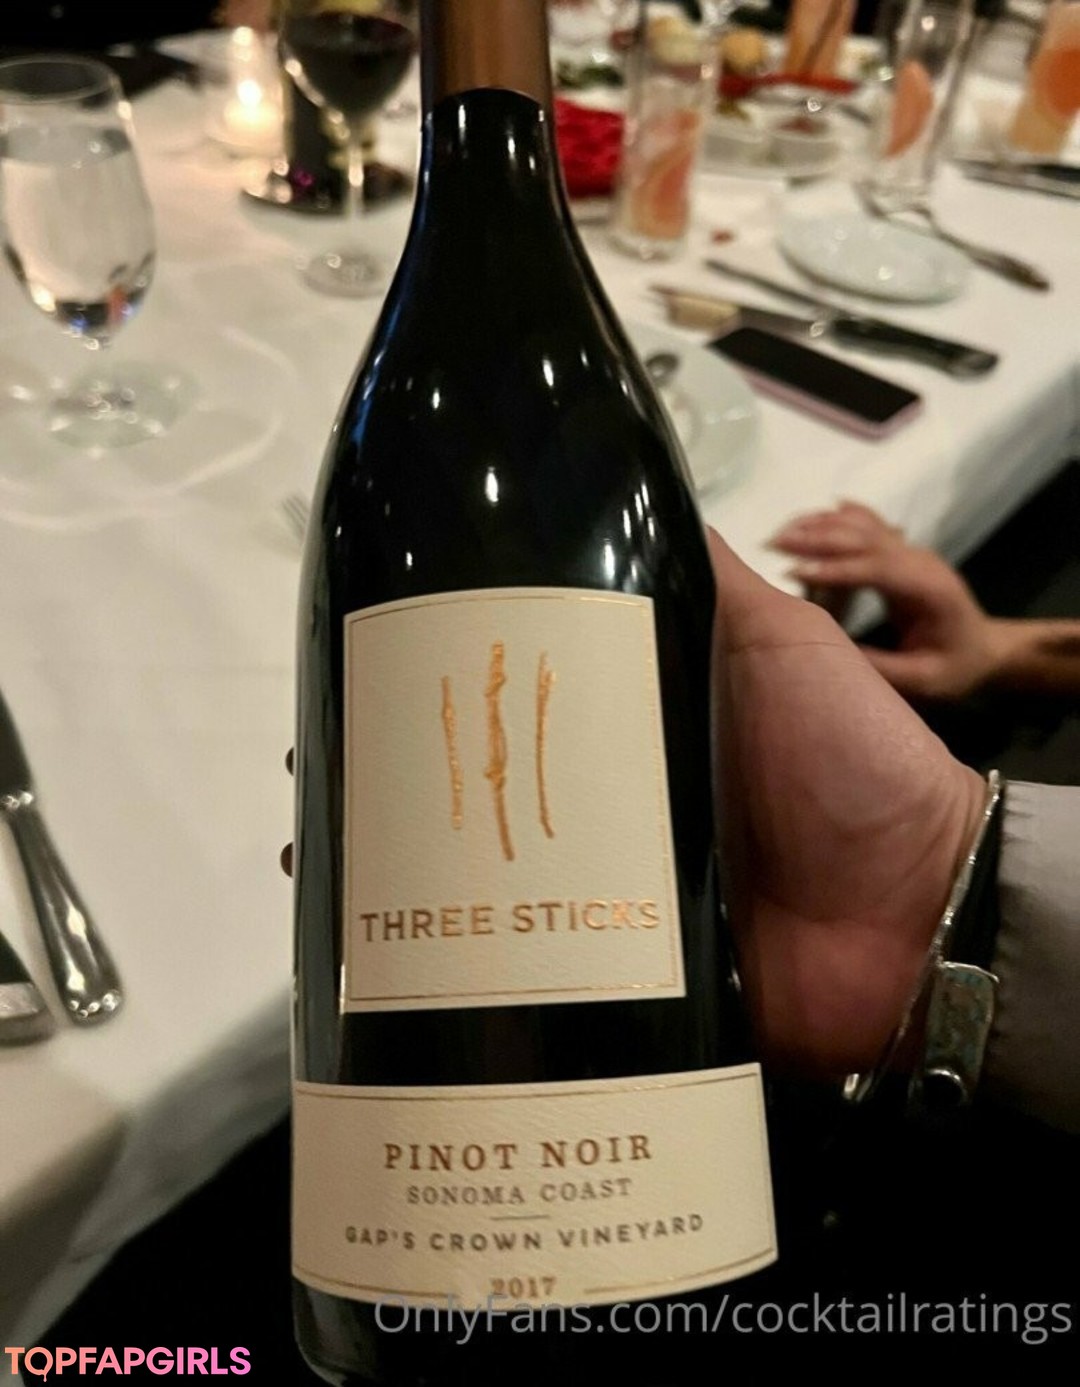 THREE STICKS
PINOT NOIR
SONOMA COAST
GAP'S CROWN VINEYARD
2017
OnlyFans.com/cocktailratings
TOPFAPGIRLS